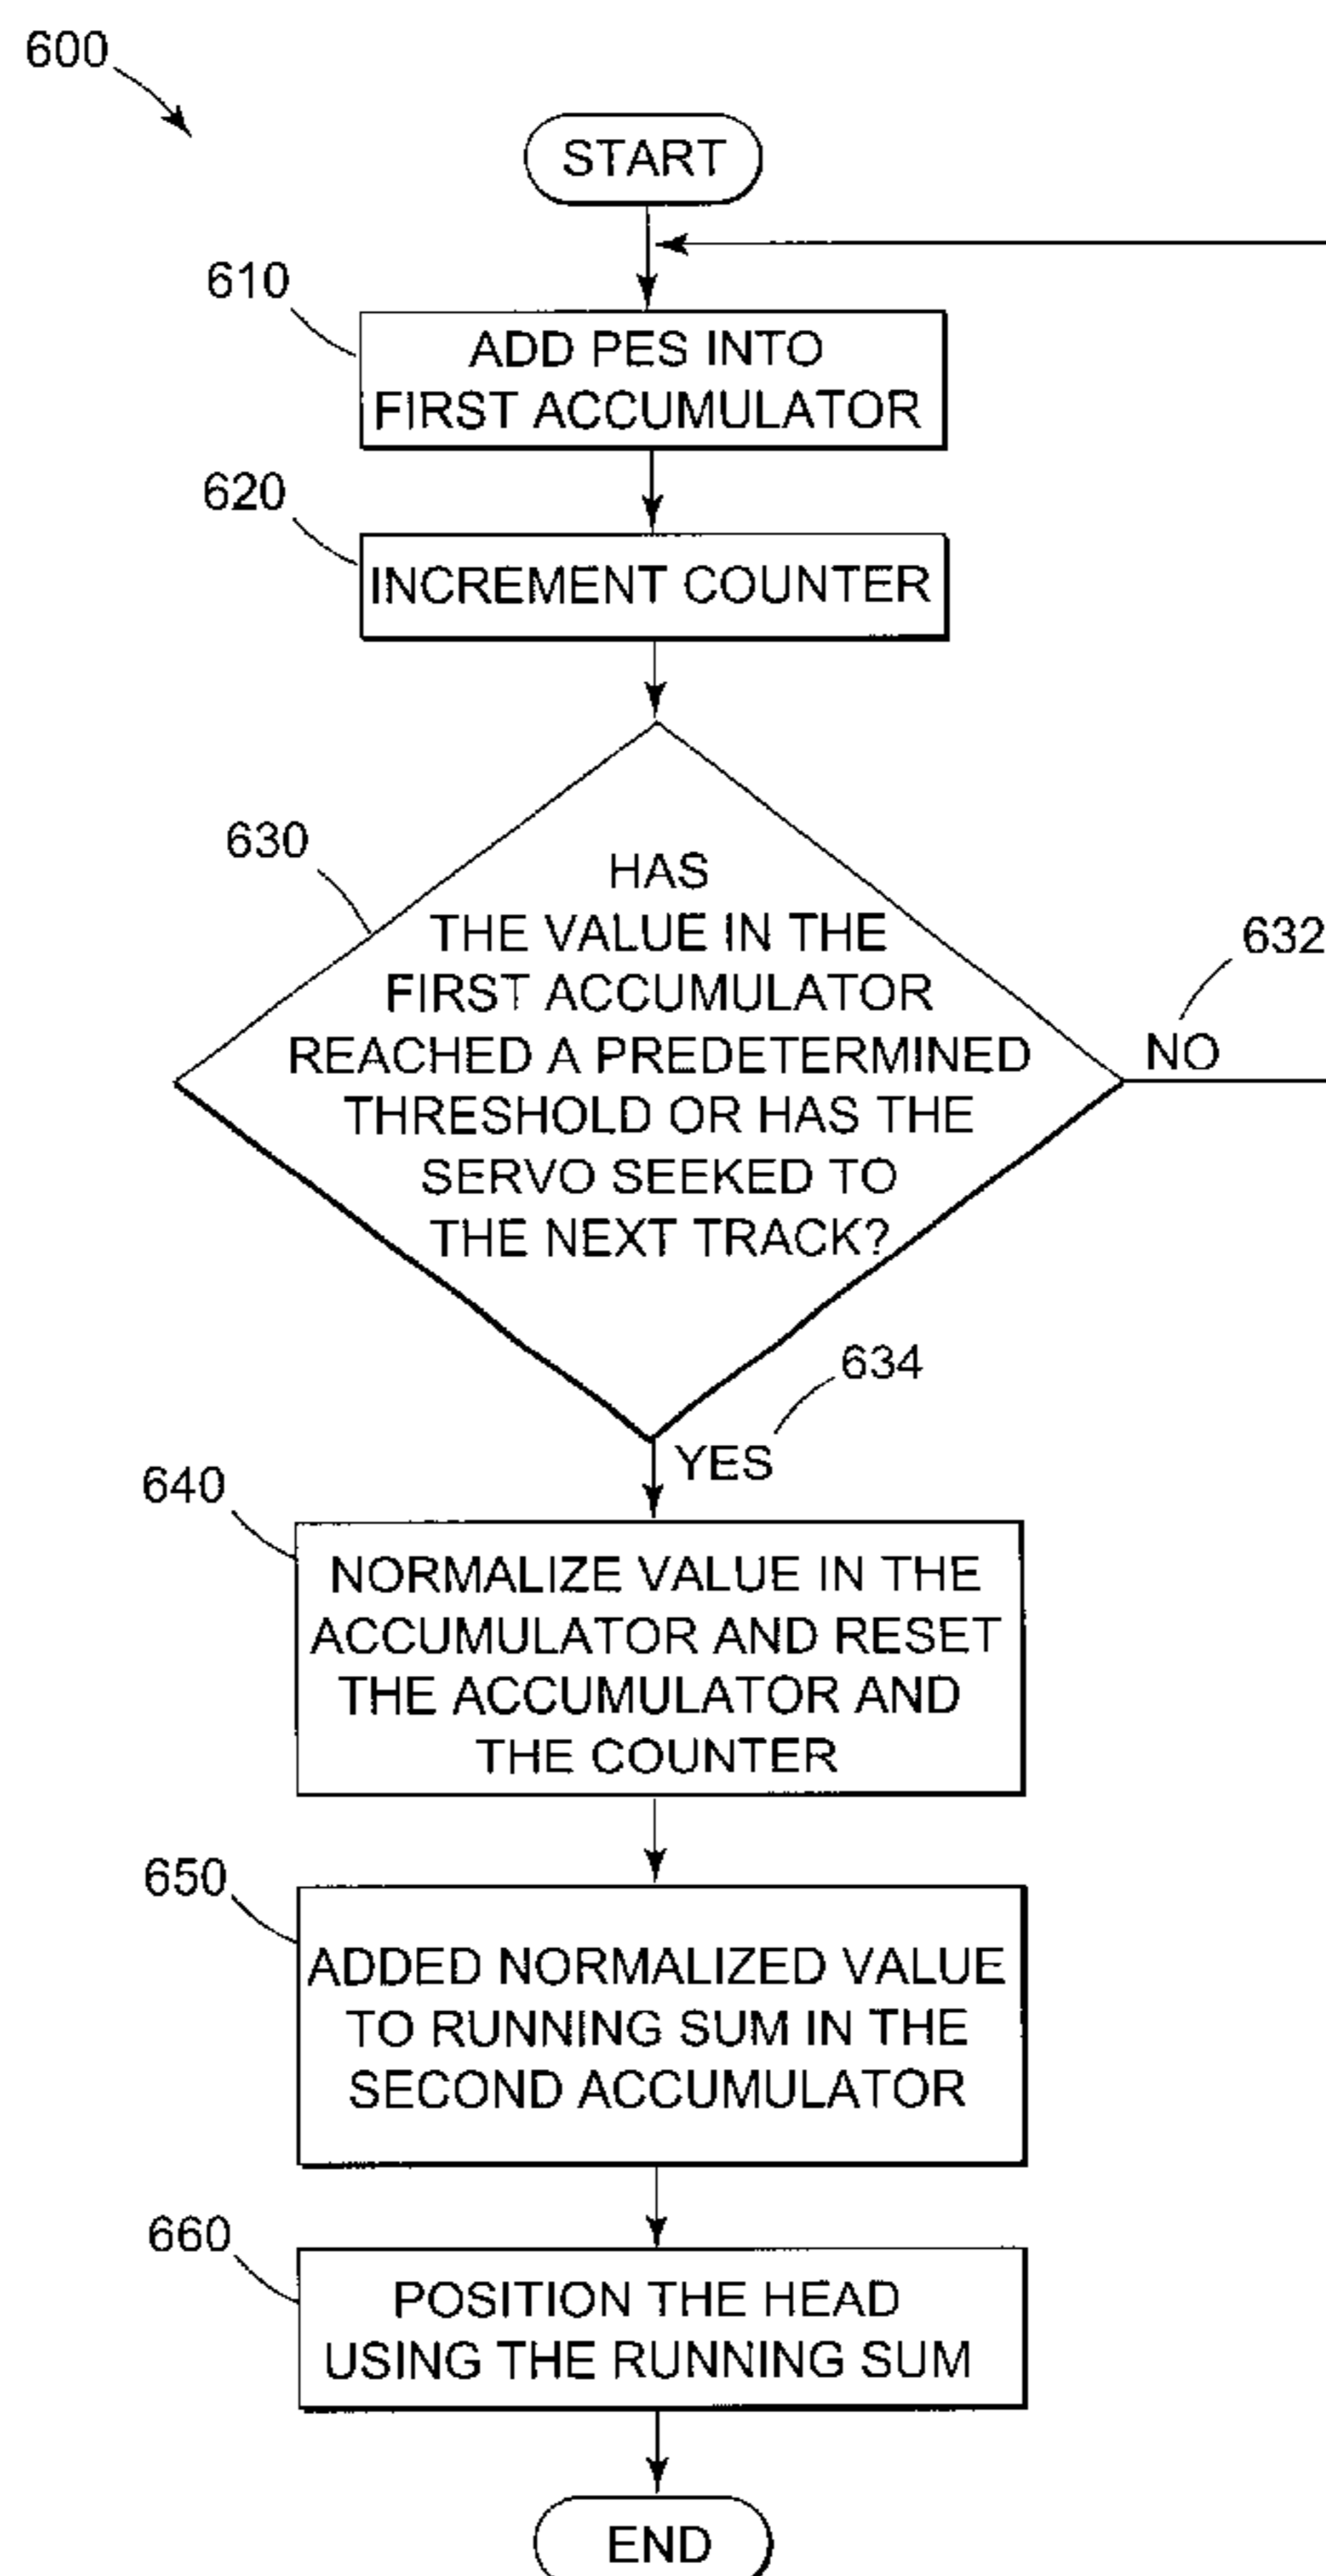 600
START
610
ADD PES INTO
FIRST ACCUMULATOR
620
INCREMENT COUNTER
630
HAS
THE VALUE IN THE
FIRST ACCUMULATOR
REACHED A PREDETERMINED
THRESHOLD OR HAS THE
SERVO SEEKED TO
THE NEXT TRACK?
632
NO
634
YES
640
NORMALIZE VALUE IN THE
ACCUMULATOR AND RESET
THE ACCUMULATOR AND
THE COUNTER
650
ADDED NORMALIZED VALUE
TO RUNNING SUM IN THE
SECOND ACCUMULATOR
660
POSITION THE HEAD
USING THE RUNNING SUM
END